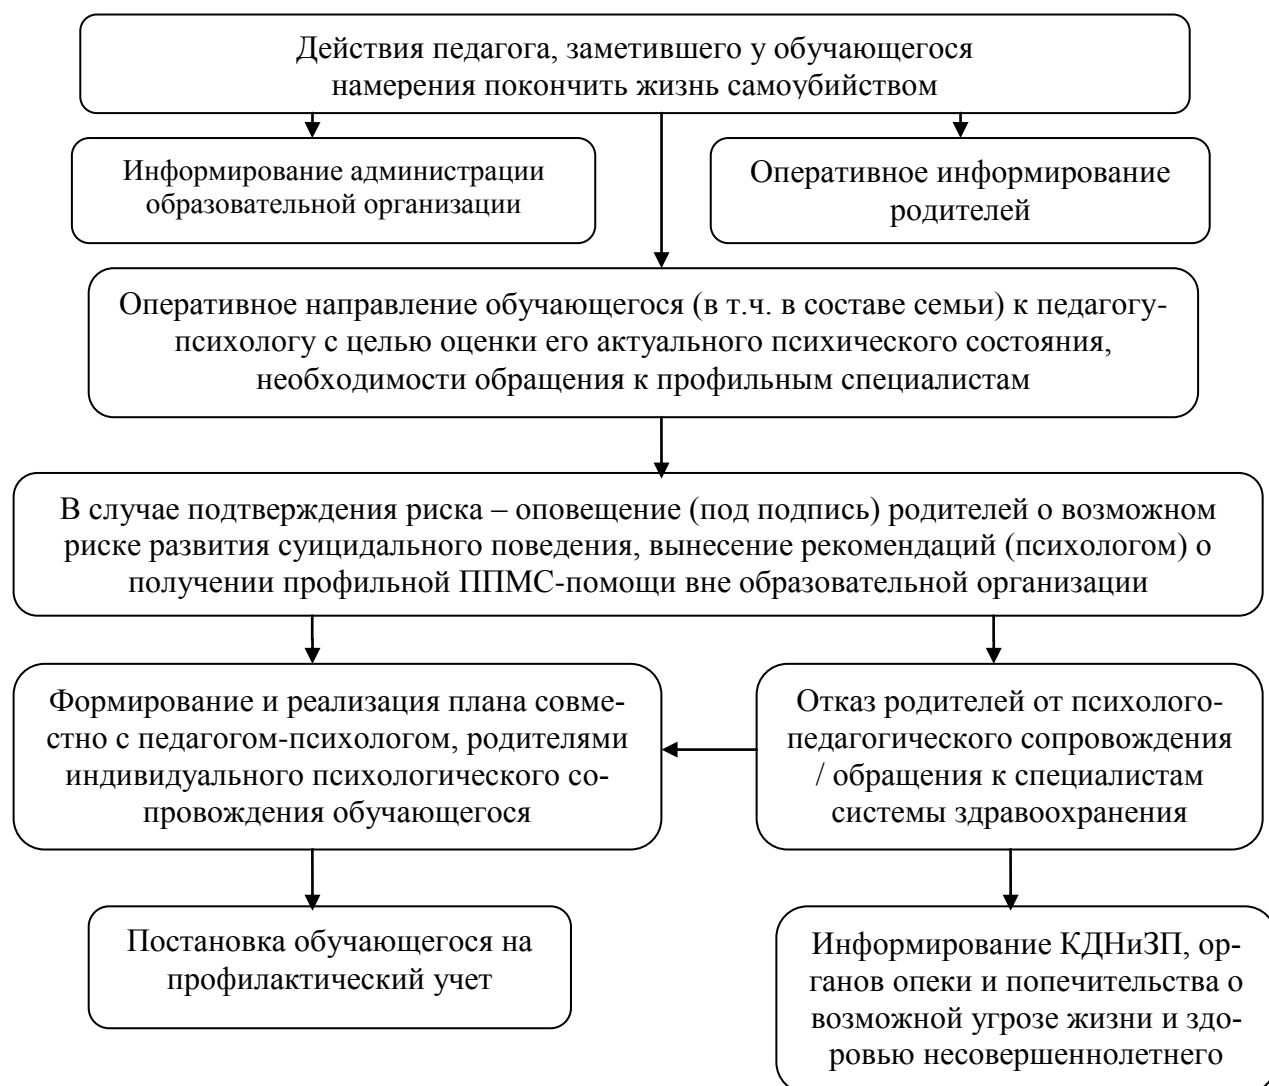 Действия педагога, заметившего у обучающегося
намерения покончить жизнь самоубийством
Информирование администрации
образовательной организации
Оперативное информирование
родителей
Оперативное направление обучающегося (в т.ч. в составе семьи) к педагогу-
психологу с целью оценки его актуального психического состояния,
необходимости обращения к профильным специалистам
В случае подтверждения риска – оповещение (под подпись) родителей о возможном
риске развития суицидального поведения, вынесение рекомендаций (психологом) о
получении профильной ППМС-помощи вне образовательной организации
Формирование и реализация плана совме-
стно с педагогом-психологом, родителями
индивидуального психологического со-
провождения обучающегося
Отказ родителей от психолого-
педагогического сопровождения
/ обращения к специалистам
системы здравоохранения
Постановка обучающегося на
профилактический учет
Информирование КДНиЗП, ор-
ганов опеки и попечительства о
возможной угрозе жизни и здо-
ровью несовершеннолетнего